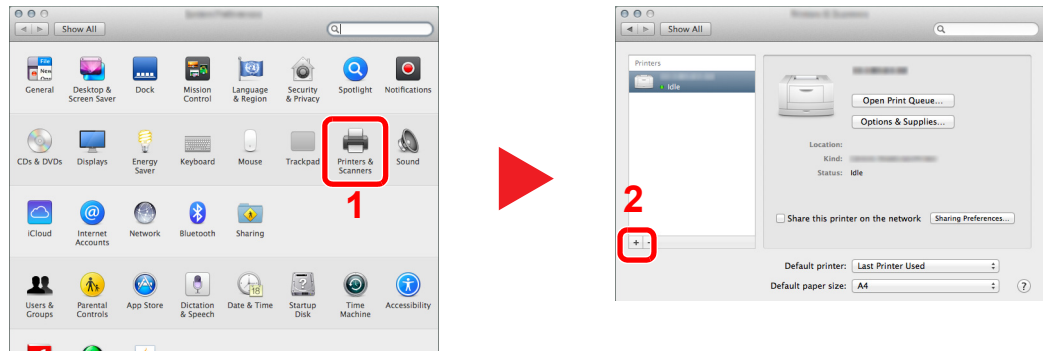 Show All
General
Desktop &
Screen Saver
Dock
Mission
Control
Language
& Region
Security
& Privacy
Spotlight
Notifications
CDs & DVDs
Displays
Energy
Saver
Keyboard
Mouse
Trackpad
Printers &
Scanners
Sound
1
iCloud
Internet
Accounts
Network
Bluetooth
Sharing
Users &
Groups
Parental
Controls
App Store
Dictation
& Speech
Date & Time
Startup
Disk
Time
Machine
Accessibility
File
New
18
Show All
Printers
Idle
Open Print Queue...
Options & Supplies...
Location:
Kind:
Status: Idle
2
Share this printer on the network
Sharing Preferences...
+ -
Default printer: Last Printer Used
Default paper size: A4
?